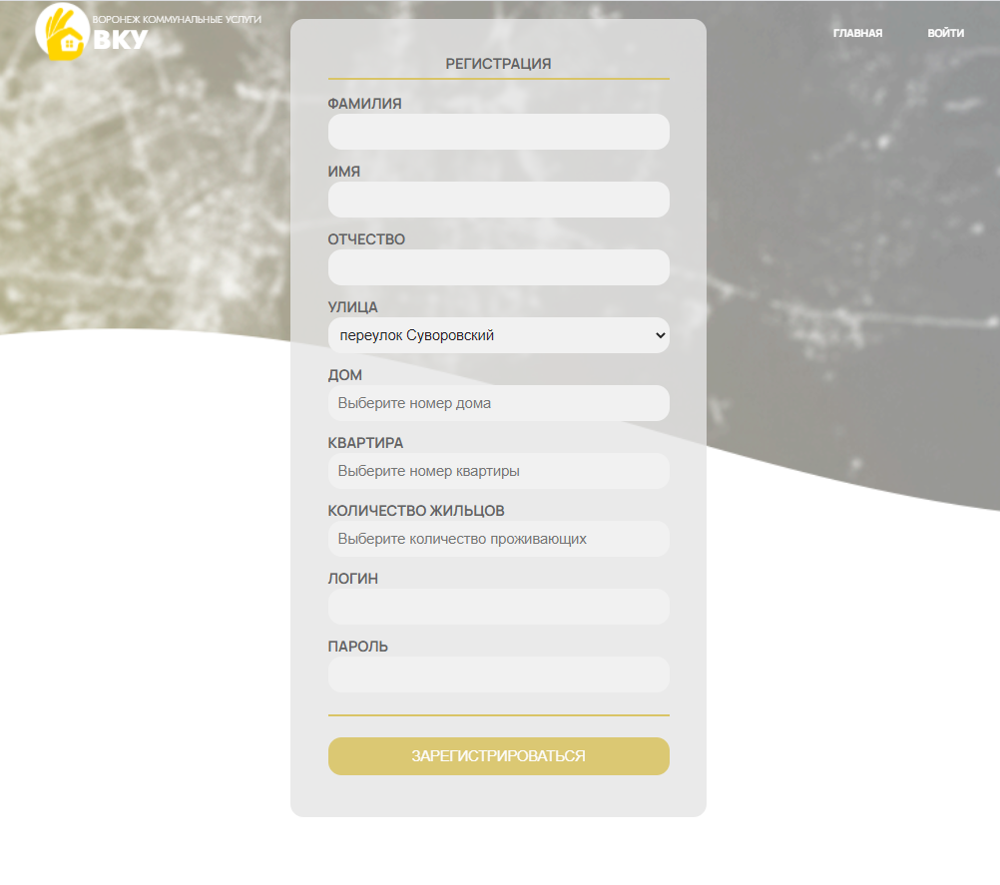 ВОРОНЕЖ КОММУНАЛЬНЫЕ УСЛУГИ
ВКУ
ГЛАВНАЯ
ВОЙТИ
РЕГИСТРАЦИЯ
ФАМИЛИЯ
ИМЯ
ОТЧЕСТВО
УЛИЦА
переулок Суворовский
ДОМ
Выберите номер дома
КВАРТИРА
Выберите номер квартиры
КОЛИЧЕСТВО ЖИЛЬЦОВ
Выберите количество проживающих
ЛОГИН
ПАРОЛЬ
ЗАРЕГИСТРИРОВАТЬСЯ